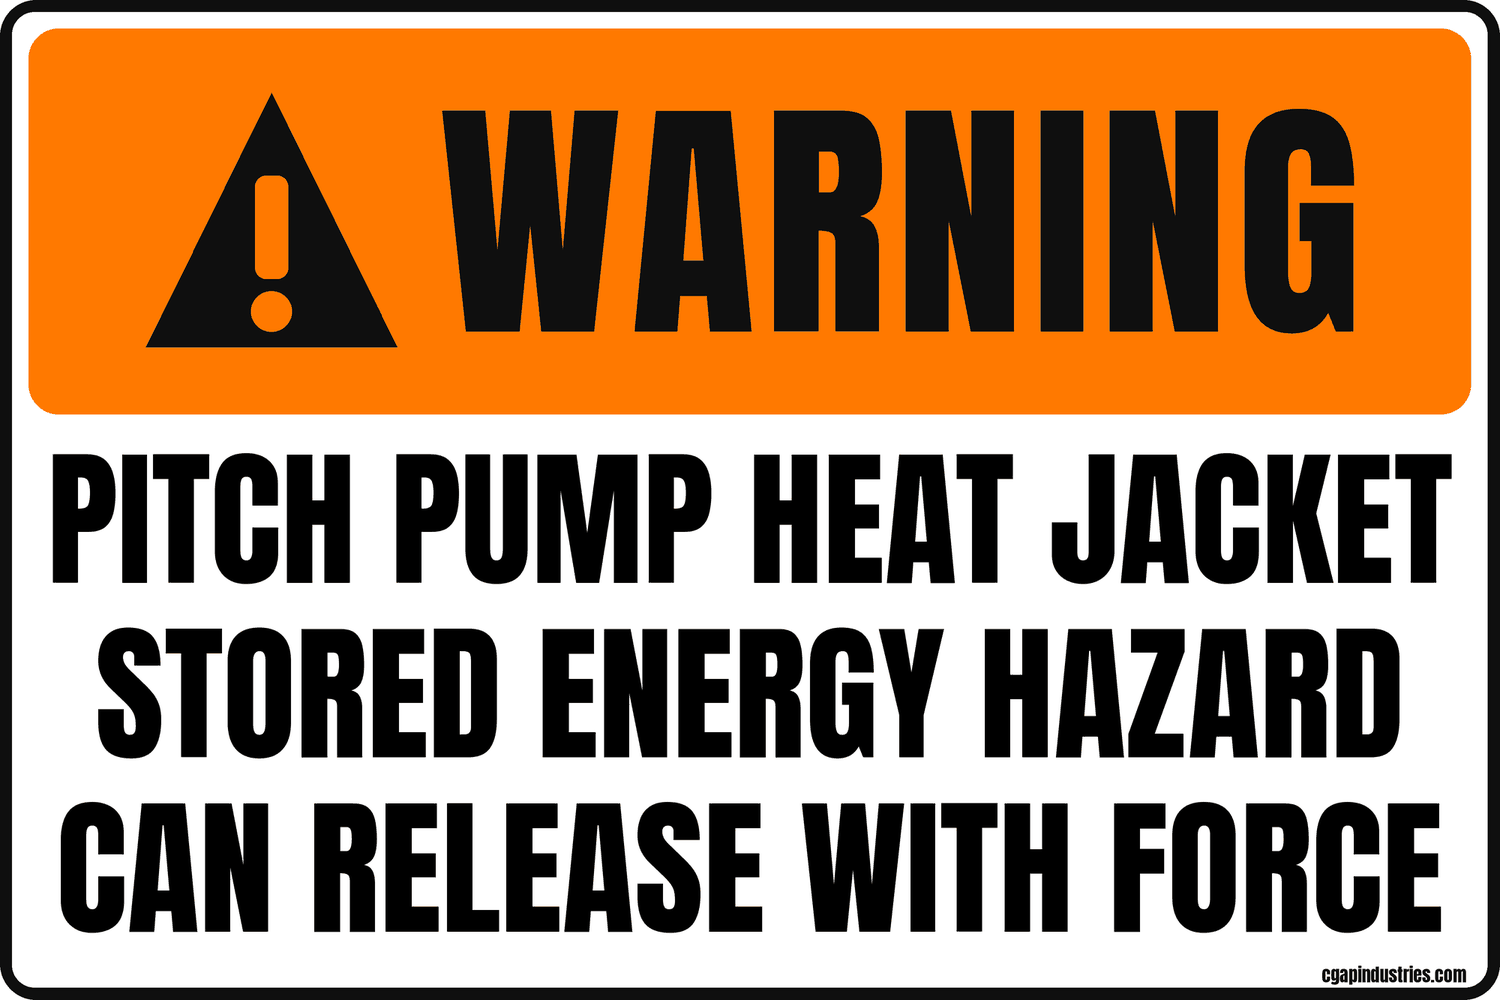 WARNING
PITCH PUMP HEAT JACKET
STORED ENERGY HAZARD
CAN RELEASE WITH FORCE
cgapindustries.com